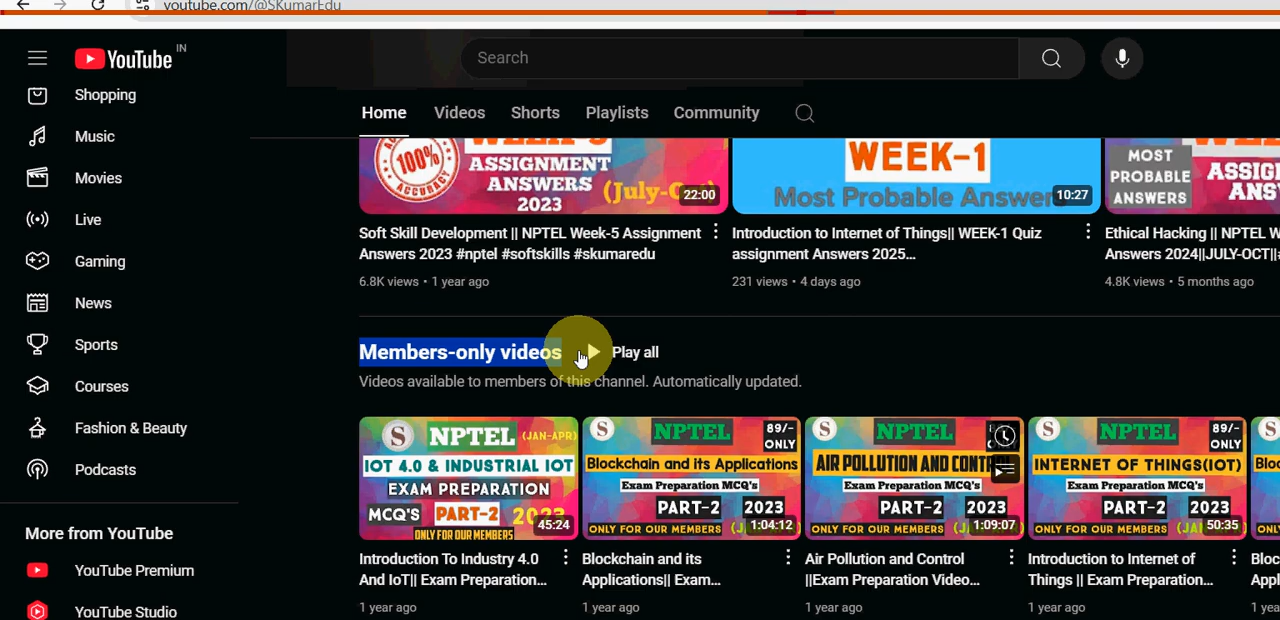 youtube.com/@SKumarEdu
YouTube IN
Search
Shopping
Music
Movies
Live
Gaming
News
Sports
Courses
Fashion & Beauty
Podcasts
More from YouTube
YouTube Premium
YouTube Studio
Home Videos Shorts Playlists Community
100%
ASSIGNMENT
ANSWERS
2023
22:00
WEEK-1
Most Probable Answer
10:27
MOST
PROBABLE
ANSWERS
Soft Skill Development || NPTEL Week-5 Assignment
Answers 2023 #nptel #softskills #skumaredu
6.8K views • 1 year ago
Introduction to Internet of Things|| WEEK-1 Quiz
assignment Answers 2025...
231 views • 4 days ago
Ethical Hacking || NPTEL W
Answers 2024||JULY-OCT||
4.8K views • 5 months ago
Members-only videos Play all
Videos available to members of this channel. Automatically updated.
S NPTEL (JAN-APR)
IOT 4.0 & INDUSTRIAL IOT
EXAM PREPARATION
MCQ'S PART-2 2023
ONLY FOR OUR MEMBERS
45:24
Introduction To Industry 4.0
And IoT|| Exam Preparation...
1 year ago
S NPTEL 89/-
ONLY
Blockchain and its Applications
Exam Preparation MCQ's
PART-2 2023
ONLY FOR OUR MEMBERS
1:04:12
Blockchain and its
Applications|| Exam...
1 year ago
S NPTEL
AIR POLLUTION AND CONTR
Exam Preparation MCQ's
PART-2 2023
ONLY FOR OUR MEMBERS
1:09:07
Air Pollution and Control
||Exam Preparation Video...
1 year ago
S NPTEL 89/-
ONLY
INTERNET OF THINGS(IOT)
Exam Preparation MCQ's
PART-2 2023
ONLY FOR OUR MEMBERS
50:35
Introduction to Internet of
Things || Exam Preparation...
1 year ago
S